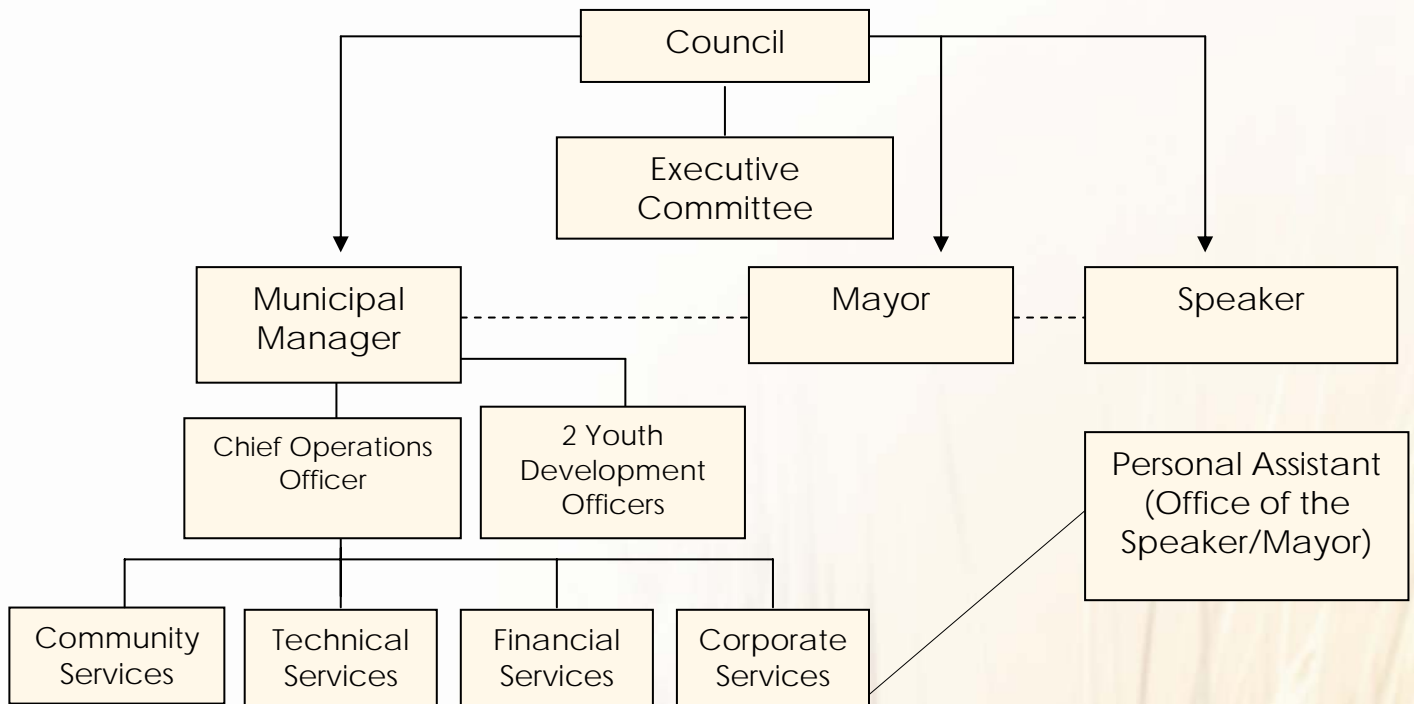 Council
Executive
Committee
Municipal
Manager
Mayor
Speaker
Chief Operations
Officer
2 Youth
Development
Officers
Personal Assistant
(Office of the
Speaker/Mayor)
Community
Services
Technical
Services
Financial
Services
Corporate
Services